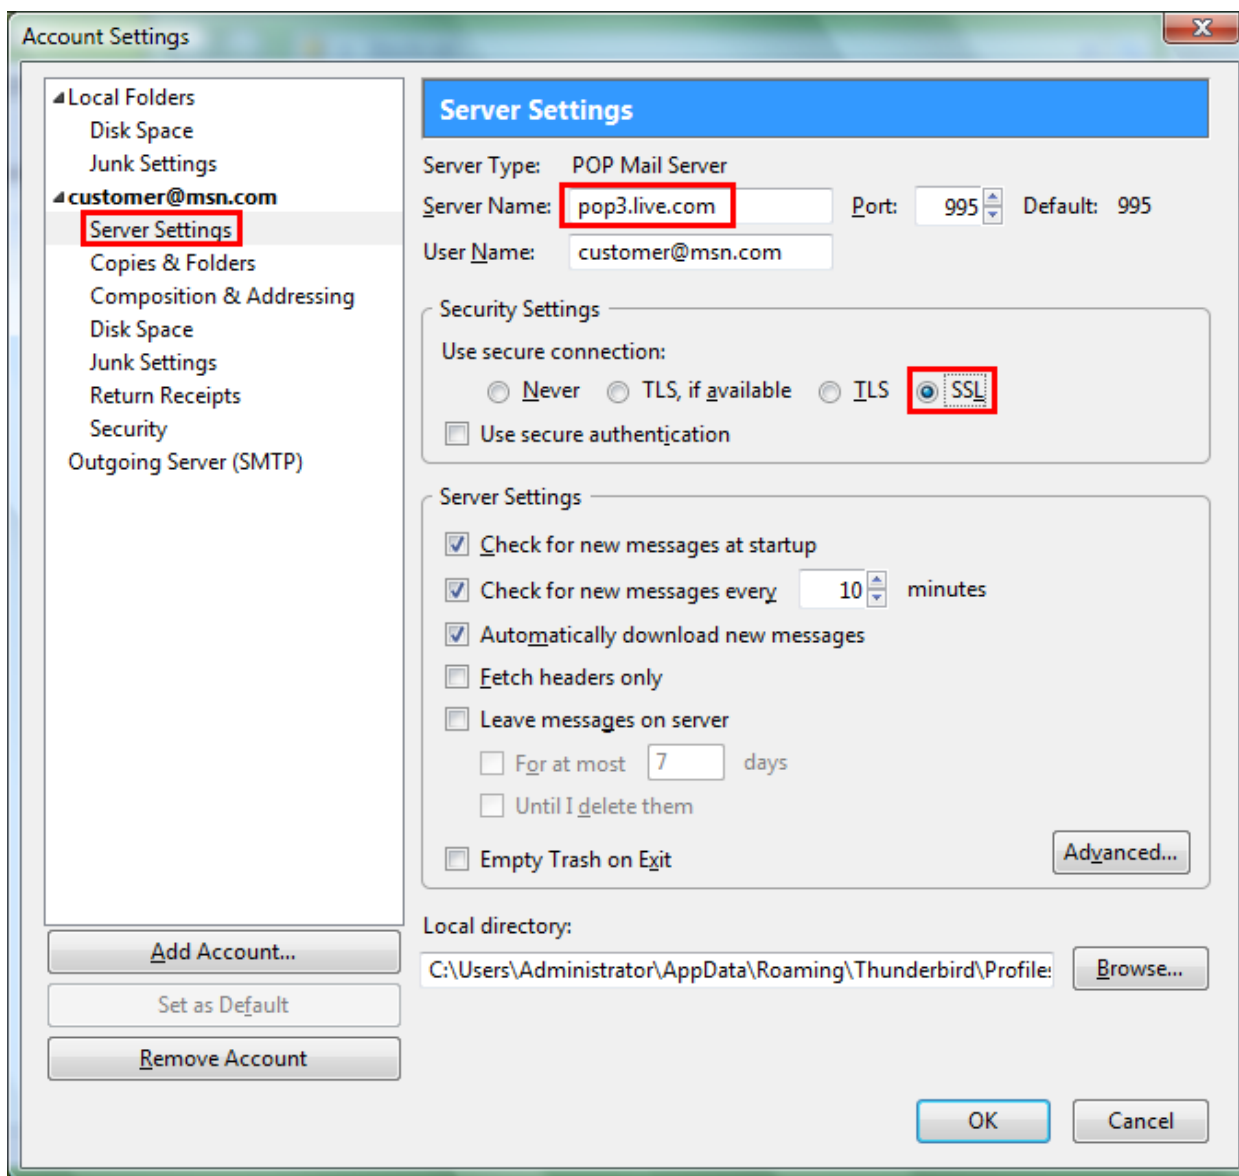 Account Settings
Local Folders
Disk Space
Junk Settings
customer@msn.com
Server Settings
Copies & Folders
Composition & Addressing
Disk Space
Junk Settings
Return Receipts
Security
Outgoing Server (SMTP)
Add Account...
Set as Default
Remove Account
Server Settings
Server Type: POP Mail Server
Server Name: pop3.live.com Port: 995 Default: 995
User Name: customer@msn.com
Security Settings
Use secure connection:
Never TLS, if available TLS SSL
Use secure authentication
Server Settings
Check for new messages at startup
Check for new messages every 10 minutes
Automatically download new messages
Fetch headers only
Leave messages on server
For at most 7 days
Until I delete them
Empty Trash on Exit
Advanced...
Local directory:
C:\Users\Administrator\AppData\Roaming\Thunderbird\Profiles Browse...
OK Cancel